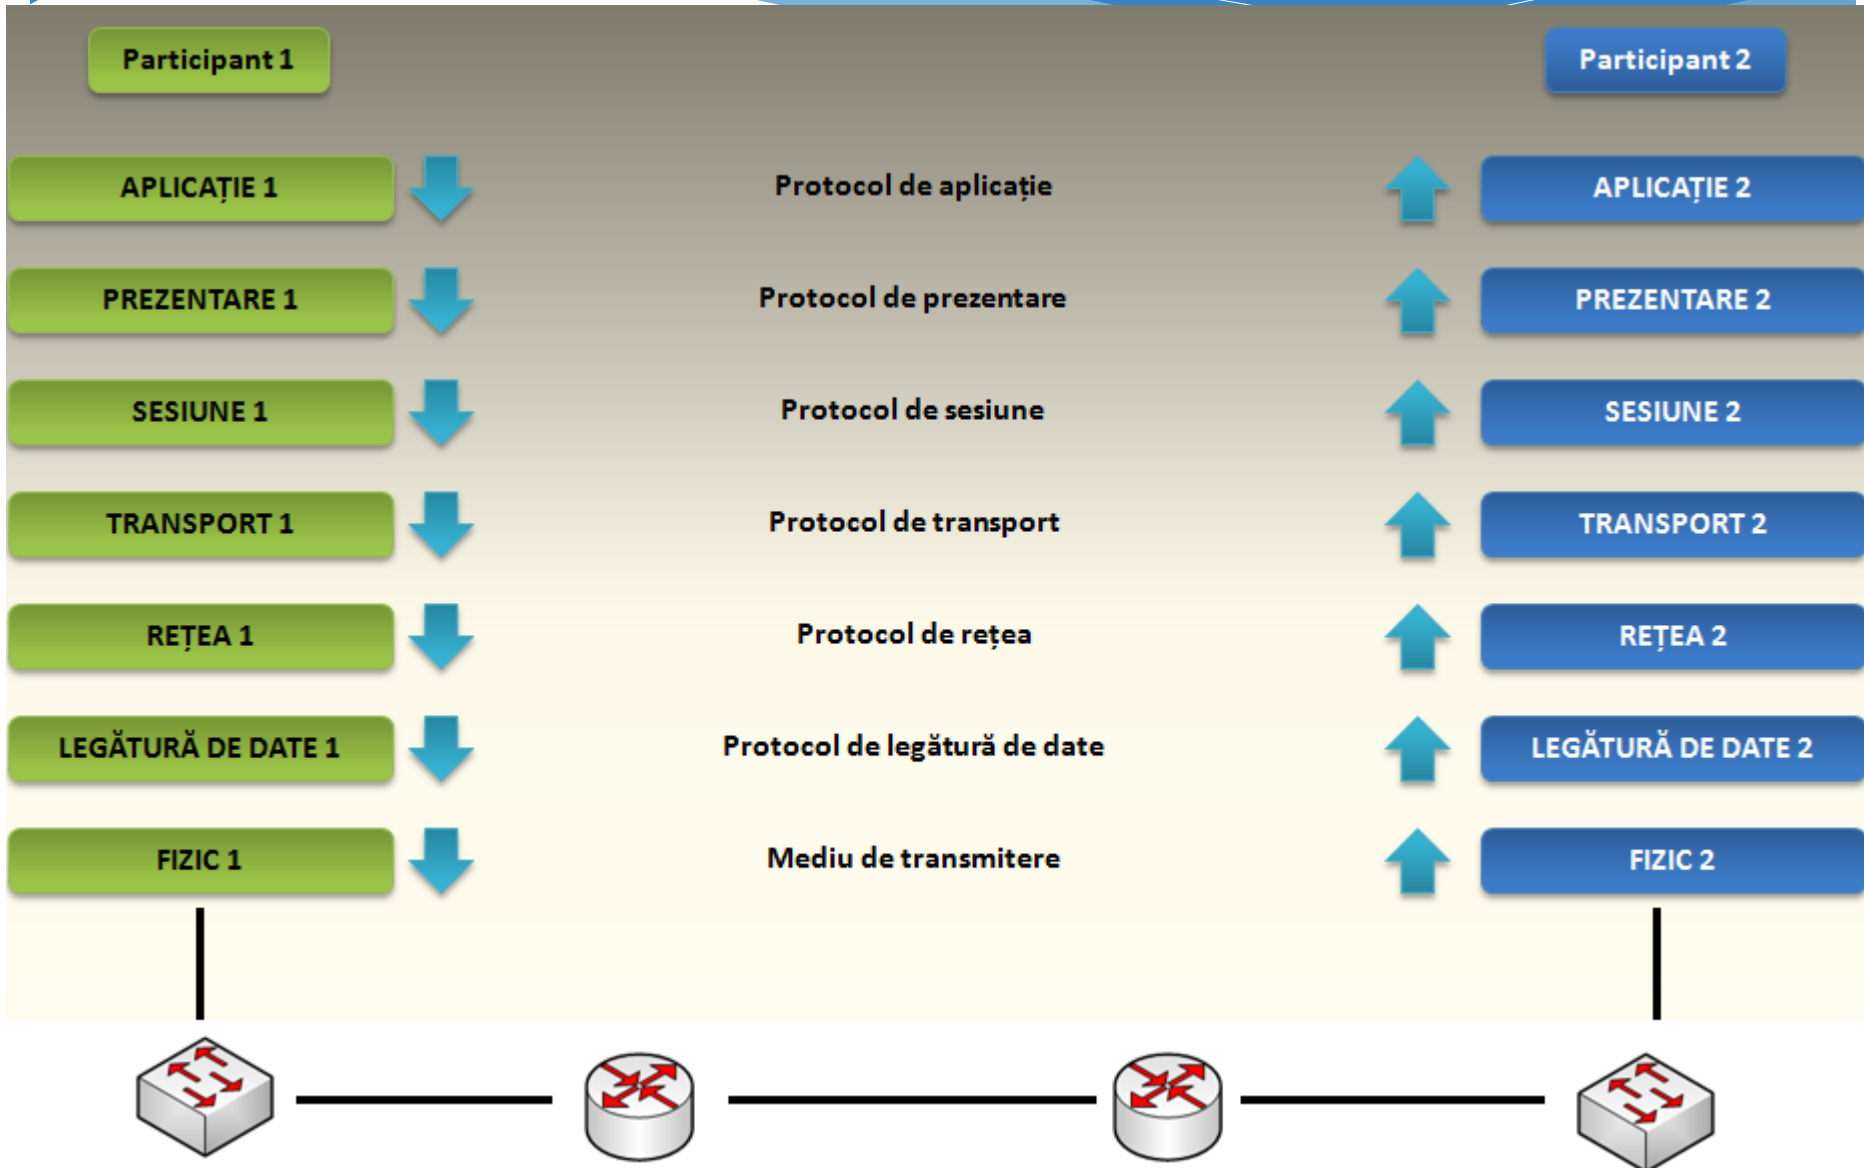 Participant 1
Participant 2
APLICAȚIE 1
Protocol de aplicație
APLICAȚIE 2
PREZENTARE 1
Protocol de prezentare
PREZENTARE 2
SESIUNE 1
Protocol de sesiune
SESIUNE 2
TRANSPORT 1
Protocol de transport
TRANSPORT 2
REȚEA 1
Protocol de rețea
REȚEA 2
LEGĂTURĂ DE DATE 1
Protocol de legătură de date
LEGĂTURĂ DE DATE 2
FIZIC 1
Mediu de transmitere
FIZIC 2